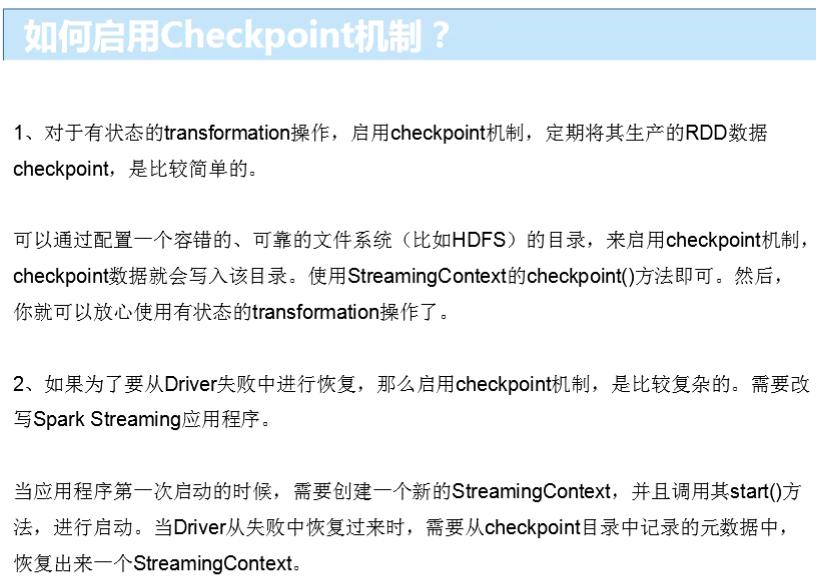 如何启用Checkpoint机制？
1、对于有状态的transformation操作，启用checkpoint机制，定期将其生产的RDD数据
checkpoint，是比较简单的。
可以通过配置一个容错的、可靠的文件系统（比如HDFS）的目录，来启用checkpoint机制，
checkpoint数据就会写入该目录。使用StreamingContext的checkpoint()方法即可。然后，
你就可以放心使用有状态的transformation操作了。
2、如果为了要从Driver失败中进行恢复，那么启用checkpoint机制，是比较复杂的。需要改
写Spark Streaming应用程序。
当应用程序第一次启动的时候，需要创建一个新的StreamingContext，并且调用其start()方
法，进行启动。当Driver从失败中恢复过来时，需要从checkpoint目录中记录的元数据中，
恢复出来一个StreamingContext。